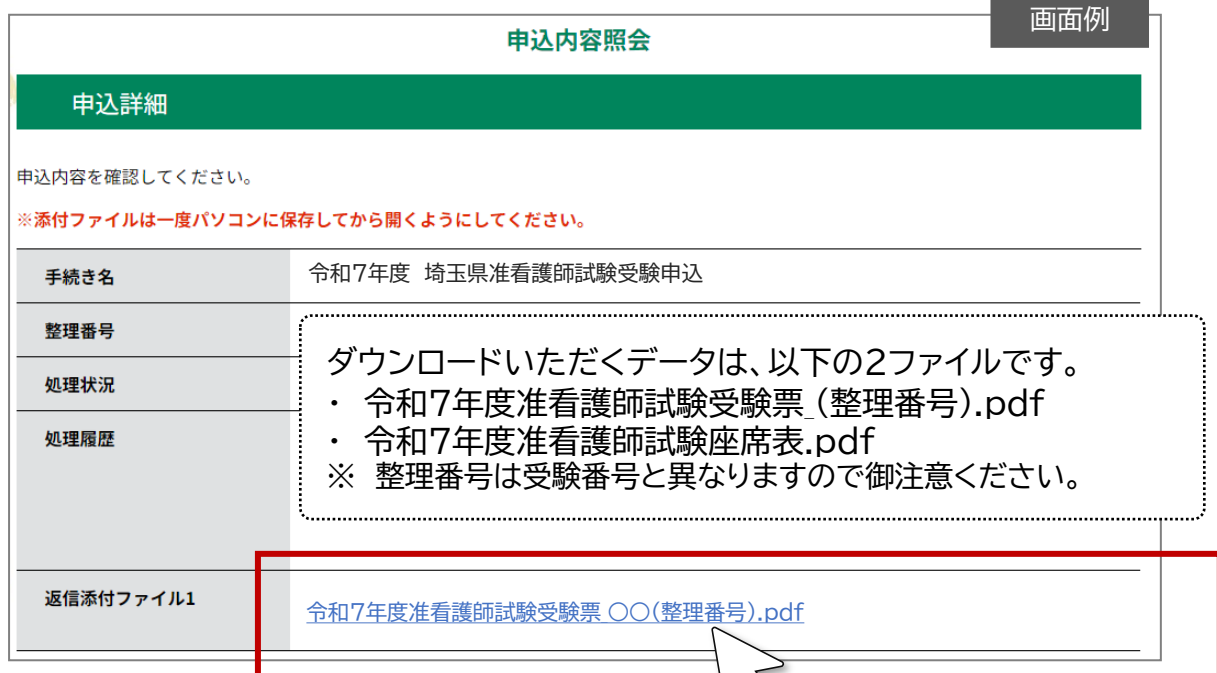 画面例
申込内容照会
申込詳細
申込内容を確認してください。
※添付ファイルは一度パソコンに保存してから開くようにしてください。
手続き名
令和7年度 埼玉県准看護師試験受験申込
整理番号
処理状況
処理履歴
ダウンロードいただくデータは、以下の2ファイルです。
・ 令和7年度准看護師試験受験票_(整理番号).pdf
・ 令和7年度准看護師試験座席表.pdf
※ 整理番号は受験番号と異なりますので御注意ください。
返信添付ファイル1
令和7年度准看護師試験受験票_○○(整理番号).pdf